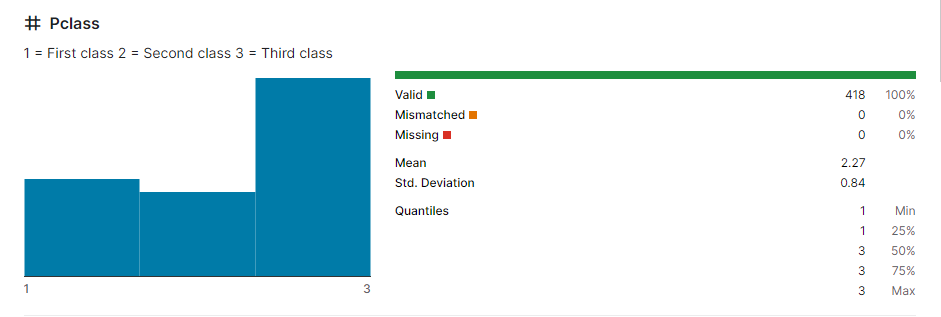 # Pclass
1 = First class 2 = Second class 3 = Third class
1 3
Valid 418 100%
Mismatched 0 0%
Missing 0 0%
Mean 2.27
Std. Deviation 0.84
Quantiles 1 Min
1 25%
3 50%
3 75%
3 Max